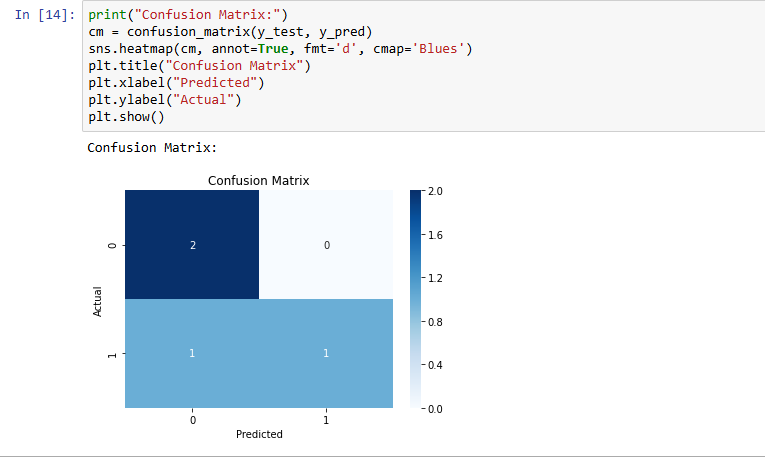 In [14]: print("Confusion Matrix:")
cm = confusion_matrix(y_test, y_pred)
sns.heatmap(cm, annot=True, fmt='d', cmap='Blues')
plt.title("Confusion Matrix")
plt.xlabel("Predicted")
plt.ylabel("Actual")
plt.show()
Confusion Matrix:
Confusion Matrix
2 0
1 1
0
1
Actual
0 1
Predicted
2.0
1.6
1.2
0.8
0.4
0.0